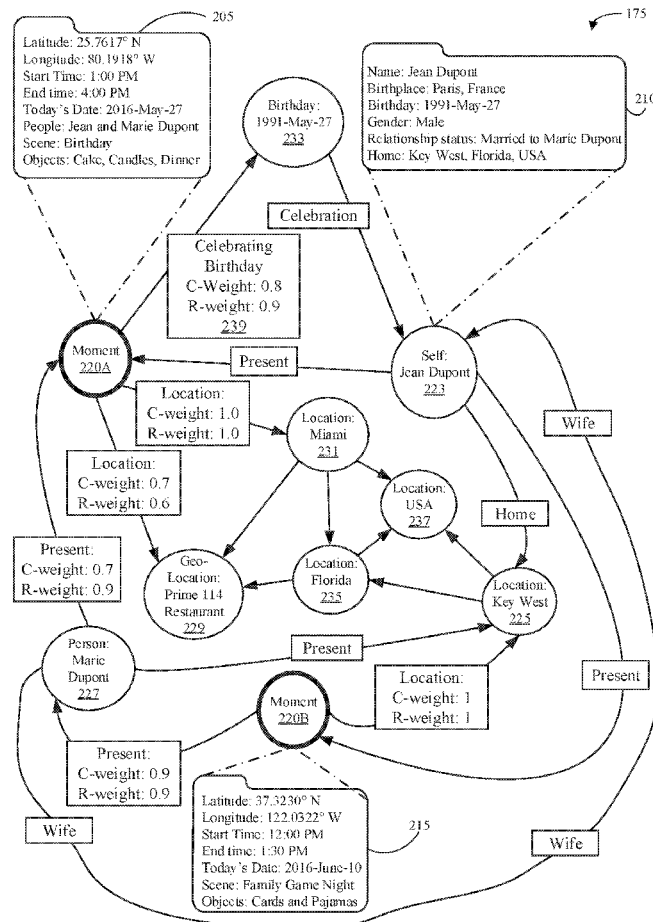 205
175
Latitude: 25.7617° N
Longitude: 80.1918° W
Start Time: 1:00 PM
End time: 4:00 PM
Today's Date: 2016-May-27
People: Jean and Marie Dupont
Scene: Birthday
Objects: Cake, Candles, Dinner
Name: Jean Dupont
Birthplace: Paris, France
Birthday: 1991-May-27
Gender: Male
Relationship status: Married to Marie Dupont
Home: Key West, Florida, USA
210
Birthday:
1991-May-27
233
Celebration
Celebrating
Birthday
C-Weight: 0.8
R-weight: 0.9
239
Moment
220A
Present
Self:
Jean Dupont
223
Location:
C-weight: 1.0
R-weight: 1.0
Location:
Miami
231
Wife
Location:
C-weight: 0.7
R-weight: 0.6
Location:
USA
237
Home
Present:
C-weight: 0.7
R-weight: 0.9
Geo-
Location:
Prime 114
Restaurant
229
Location:
Florida
235
Location:
Key West
225
Person:
Marie
Dupont
227
Present
Present
Moment
220B
Location:
C-weight: 1
R-weight: 1
Present:
C-weight: 0.9
R-weight: 0.9
Wife
Latitude: 37.3230° N
Longitude: 122.0322° W
Start Time: 12:00 PM
End time: 1:30 PM
Today's Date: 2016-June-10
Scene: Family Game Night
Objects: Cards and Pajamas
215
Wife